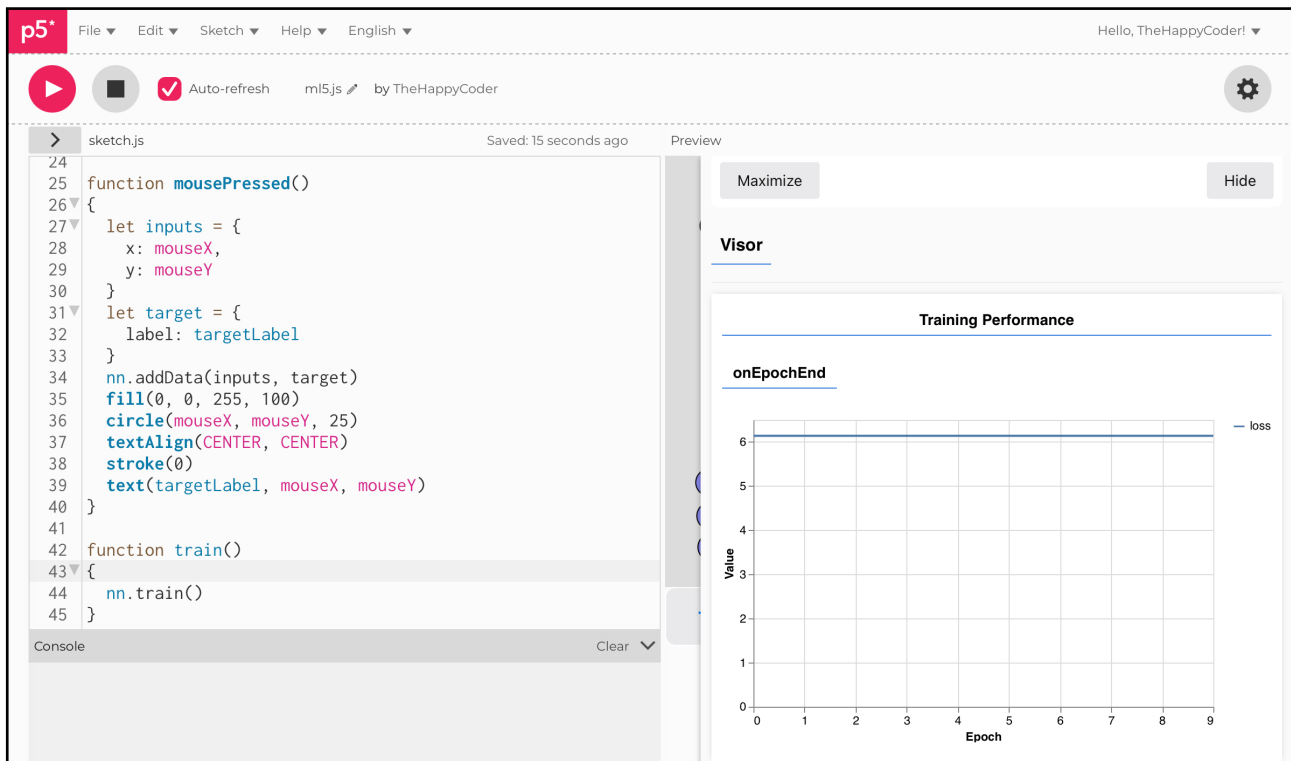 p5* File Edit Sketch Help English Hello, TheHappyCoder!
Auto-refresh ml5.js by TheHappyCoder
sketch.js Saved: 15 seconds ago Preview
24
25 function mousePressed()
26 {
27 let inputs = {
28 x: mouseX,
29 y: mouseY
30 }
31 let target = {
32 label: targetLabel
33 }
34 nn.addData(inputs, target)
35 fill(0, 0, 255, 100)
36 circle(mouseX, mouseY, 25)
37 textAlign(CENTER, CENTER)
38 stroke(0)
39 text(targetLabel, mouseX, mouseY)
40 }
41
42 function train()
43 {
44 nn.train()
45 }
Console Clear
Maximize Hide
Visor
Training Performance
onEpochEnd
loss
6
5
4
3
2
1
0
Value
0 1 2 3 4 5 6 7 8 9
Epoch